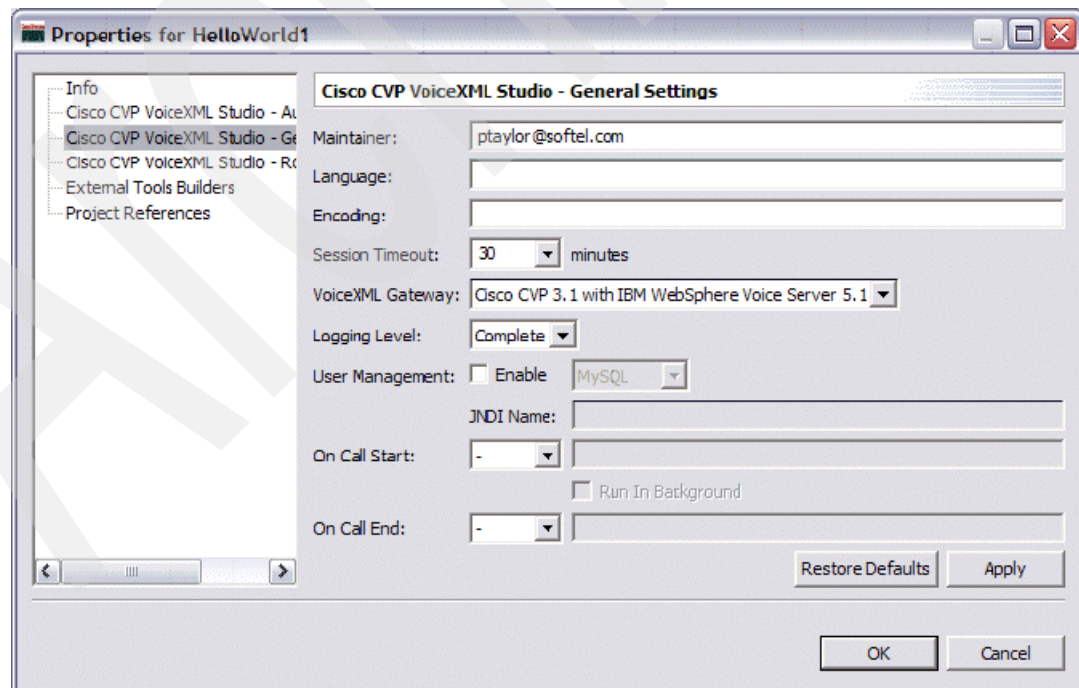 Properties for HelloWorld1
Info
Cisco CVP VoiceXML Studio - Au
Cisco CVP VoiceXML Studio - Ge
Cisco CVP VoiceXML Studio - Ro
External Tools Builders
Project References
Cisco CVP VoiceXML Studio - General Settings
Maintainer: ptaylor@softel.com
Language:
Encoding:
Session Timeout: 30 minutes
VoiceXML Gateway: Cisco CVP 3.1 with IBM WebSphere Voice Server 5.1
Logging Level: Complete
User Management: Enable MySQL
JNDI Name:
On Call Start: -
Run In Background
On Call End: -
Restore Defaults Apply
OK Cancel